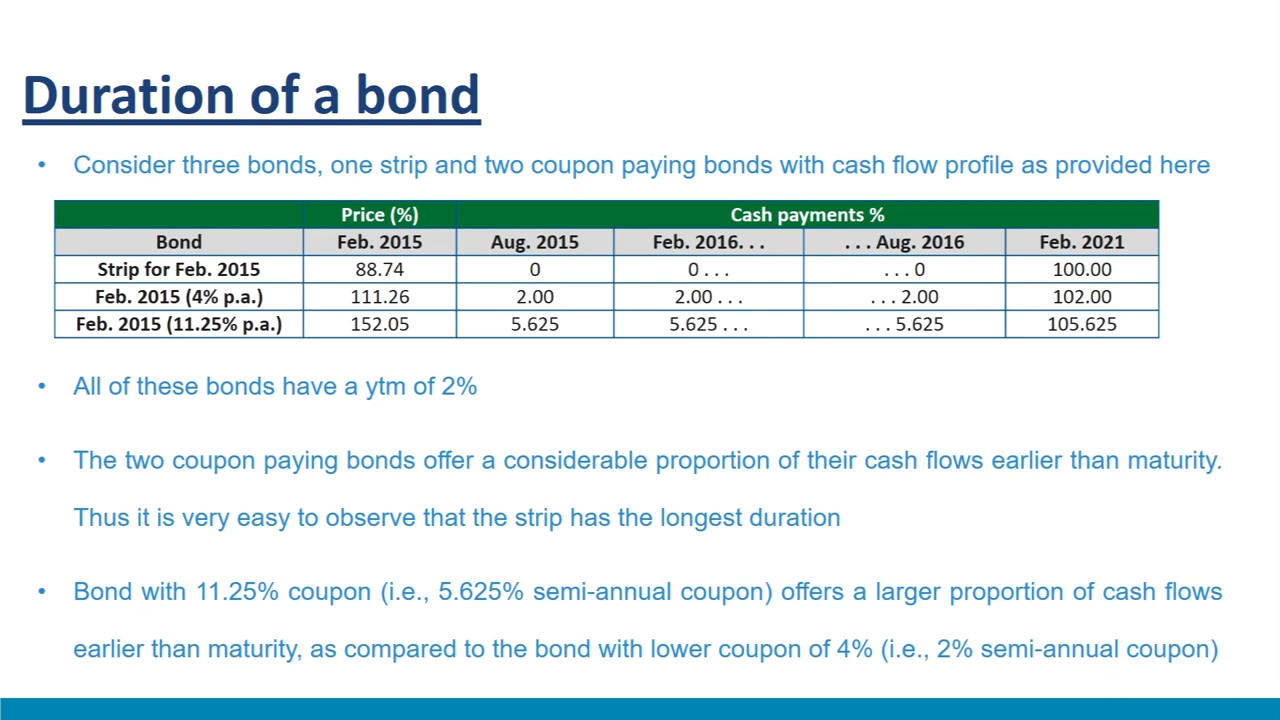 Duration of a bond
• Consider three bonds, one strip and two coupon paying bonds with cash flow profile as provided here
Price (%) Cash payments %
Bond Feb. 2015 Aug. 2015 Feb. 2016. . . . . . Aug. 2016 Feb. 2021
Strip for Feb. 2015 88.74 0 0 . . . . . . 0 100.00
Feb. 2015 (4% p.a.) 111.26 2.00 2.00 . . . . . . 2.00 102.00
Feb. 2015 (11.25% p.a.) 152.05 5.625 5.625 . . . . . . 5.625 105.625
• All of these bonds have a ytm of 2%
• The two coupon paying bonds offer a considerable proportion of their cash flows earlier than maturity.
Thus it is very easy to observe that the strip has the longest duration
• Bond with 11.25% coupon (i.e., 5.625% semi-annual coupon) offers a larger proportion of cash flows
earlier than maturity, as compared to the bond with lower coupon of 4% (i.e., 2% semi-annual coupon)